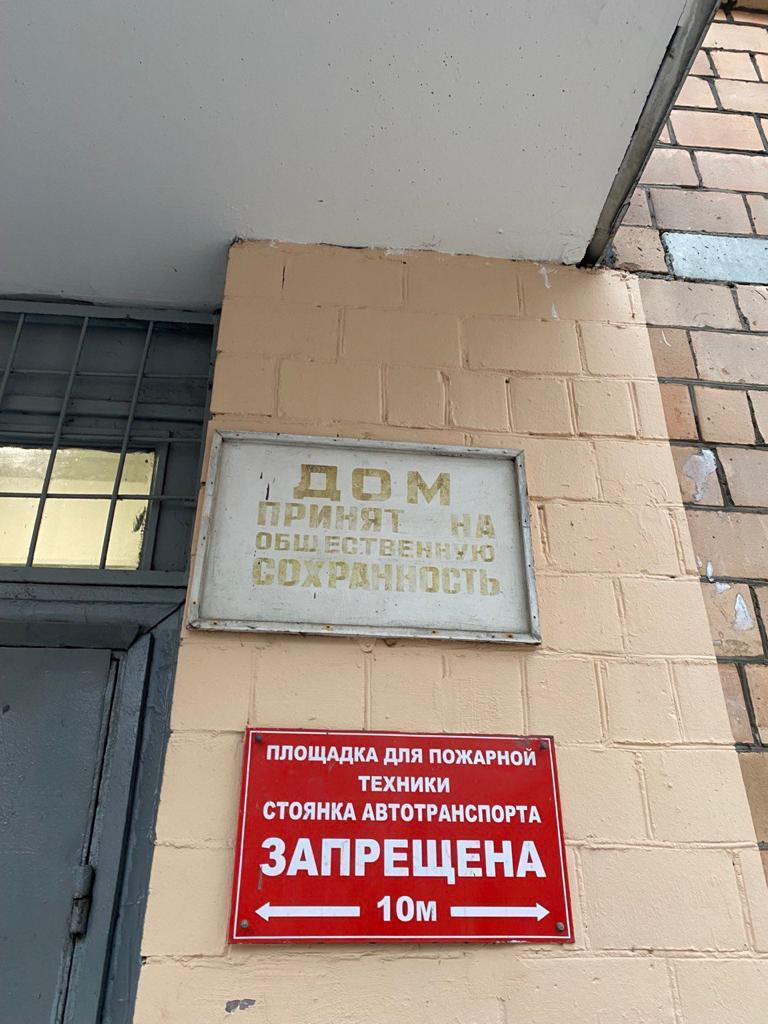 ДОМ
ПРИНЯТ НА
ОБЩЕСТВЕННУЮ
СОХРАННОСТЬ
ПЛОЩАДКА ДЛЯ ПОЖАРНОЙ
ТЕХНИКИ
СТОЯНКА АВТОТРАНСПОРТА
ЗАПРЕЩЕНА
10М